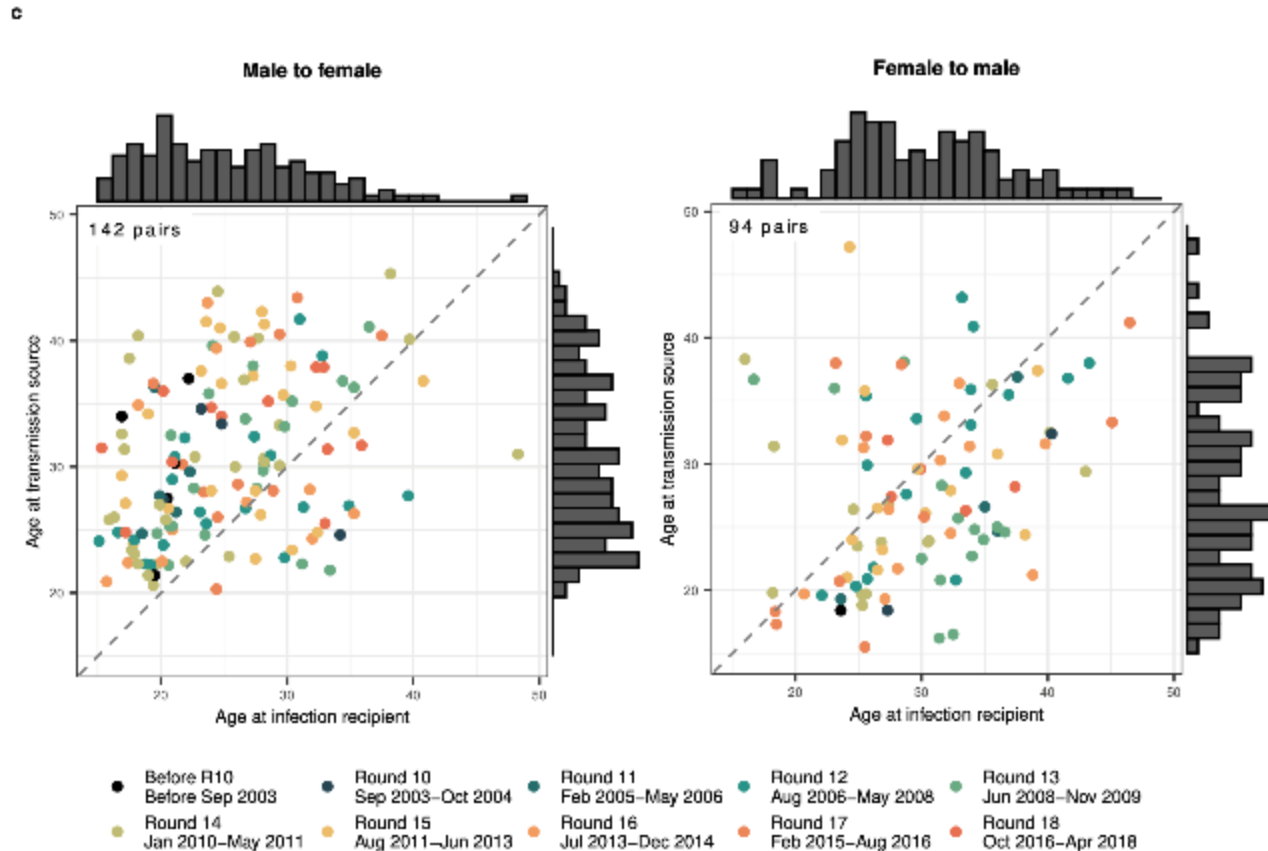 c
Male to female
Female to male
142 pairs
94 pairs
50
40
30
20
Age at transmission source
20
30
40
50
Age at infection recipient
50
40
30
20
Age at transmission source
20
30
40
50
Age at infection recipient
Before R10
Before Sep 2003
Round 10
Sep 2003–Oct 2004
Round 11
Feb 2005–May 2006
Round 12
Aug 2006–May 2008
Round 13
Jun 2008–Nov 2009
Round 14
Jan 2010–May 2011
Round 15
Aug 2011–Jun 2013
Round 16
Jul 2013–Dec 2014
Round 17
Feb 2015–Aug 2016
Round 18
Oct 2016–Apr 2018